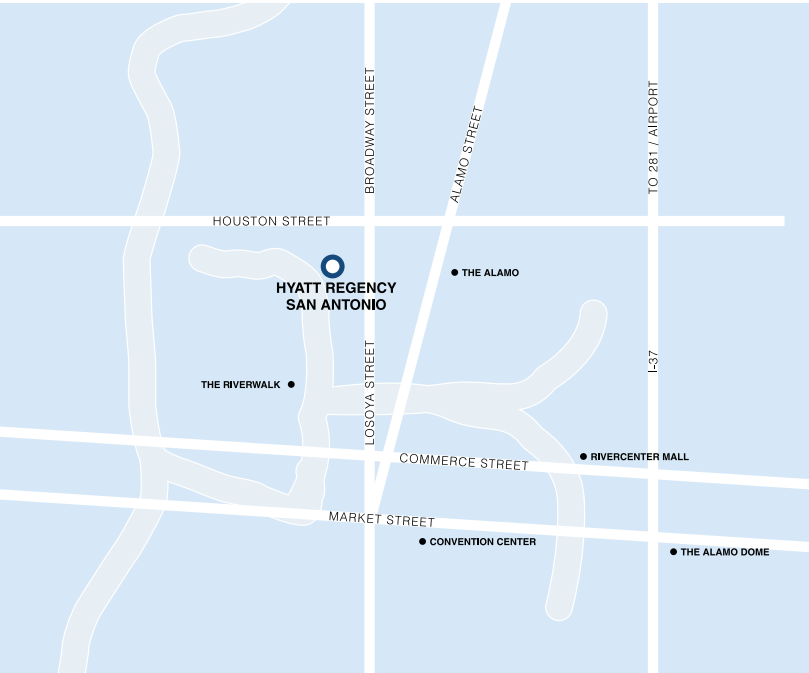 BROADWAY STREET
ALAMO STREET
TO 281 / AIRPORT
HOUSTON STREET
THE ALAMO
HYATT REGENCY
SAN ANTONIO
LOSOYA STREET
I-37
THE RIVERWALK
COMMERCE STREET
RIVERCENTER MALL
MARKET STREET
CONVENTION CENTER
THE ALAMO DOME